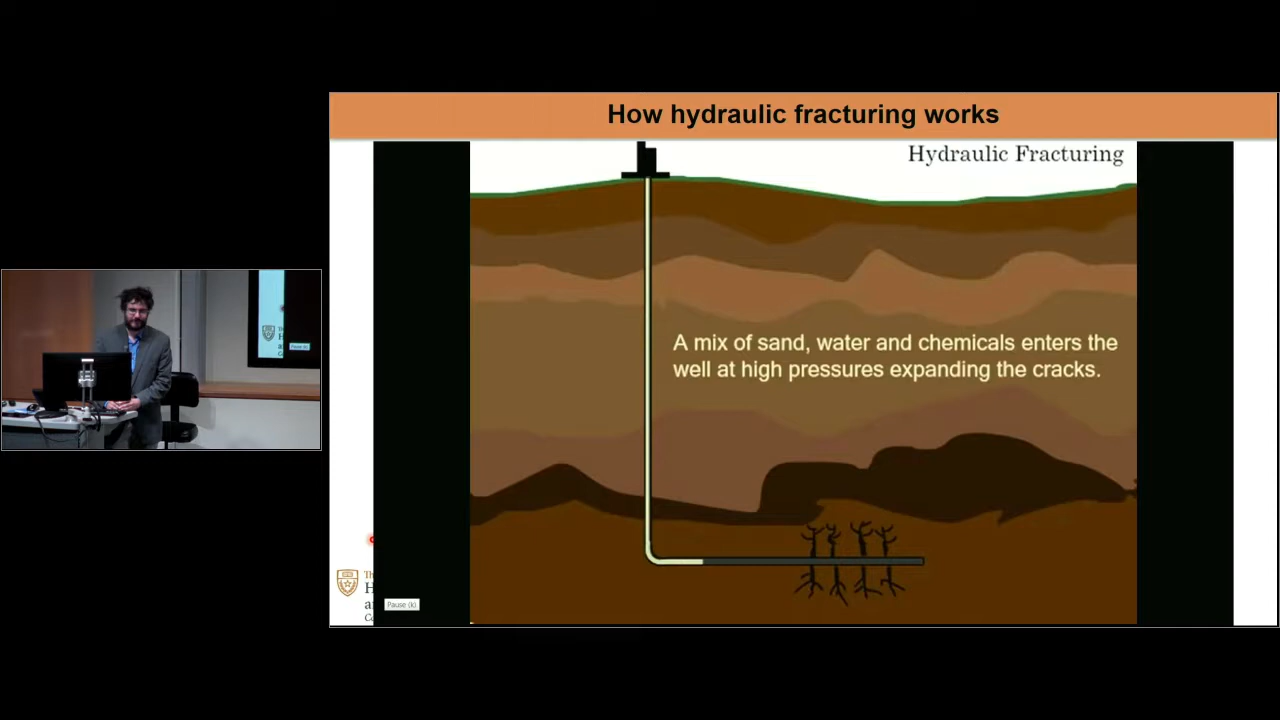 How hydraulic fracturing works
Hydraulic Fracturing
A mix of sand, water and chemicals enters the
well at high pressures expanding the cracks.
Pause (k)